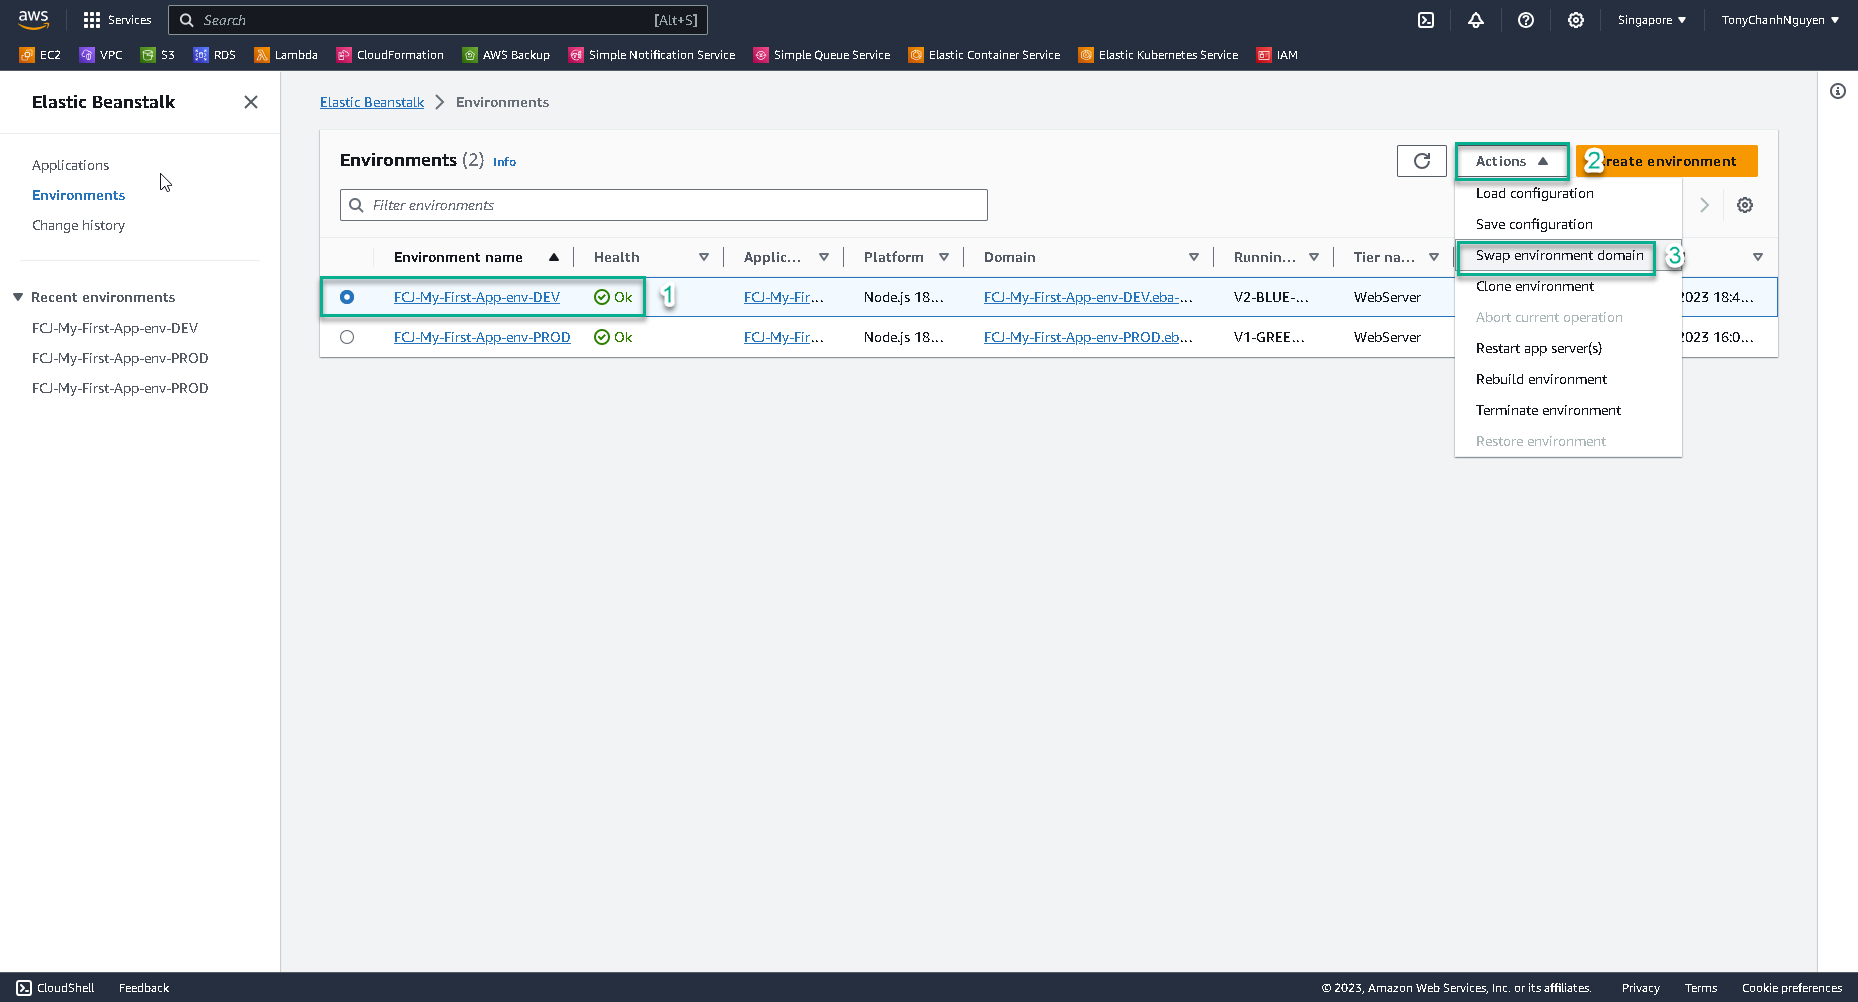 aws Services Search [Alt+S] Singapore TonyChanhNguyen
EC2 VPC S3 RDS Lambda CloudFormation AWS Backup Simple Notification Service Simple Queue Service Elastic Container Service Elastic Kubernetes Service IAM
Elastic Beanstalk
Applications
Environments
Change history
Recent environments
FCJ-My-First-App-env-DEV
FCJ-My-First-App-env-PROD
FCJ-My-First-App-env-PROD
Elastic Beanstalk > Environments
Environments (2) Info
Actions 2 reate environment
Filter environments
Environment name Health Applic... Platform Domain Runnin... Tier na...
FCJ-My-First-App-env-DEV Ok 1 FCJ-My-Fir... Node.js 18... FCJ-My-First-App-env-DEV.eba-... V2-BLUE-... WebServer 2023 18:4...
FCJ-My-First-App-env-PROD Ok FCJ-My-Fir... Node.js 18... FCJ-My-First-App-env-PROD.eb... V1-GREE... WebServer 2023 16:0...
Load configuration
Save configuration
Swap environment domain 3
Clone environment
Abort current operation
Restart app server(s)
Rebuild environment
Terminate environment
Restore environment
CloudShell Feedback © 2023, Amazon Web Services, Inc. or its affiliates. Privacy Terms Cookie preferences